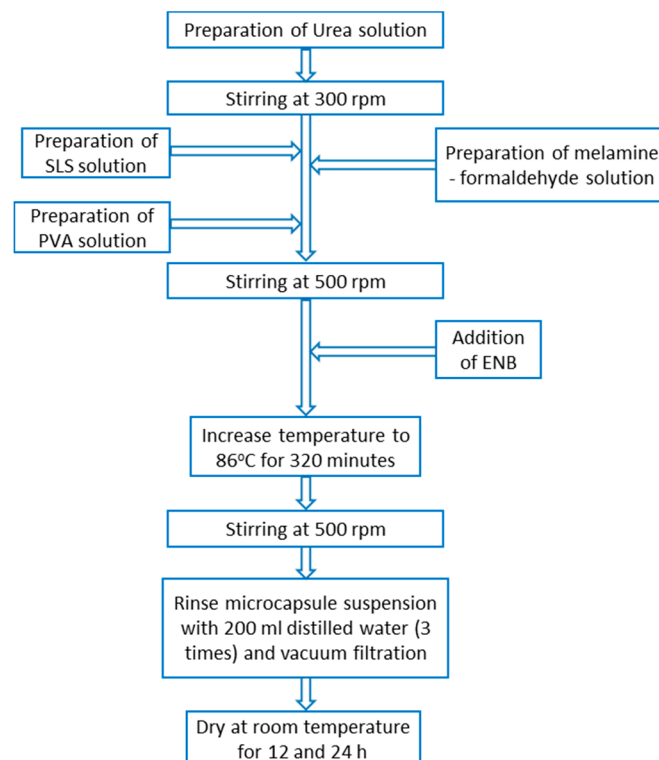 Preparation of Urea solution
Stirring at 300 rpm
Preparation of
SLS solution
Preparation of melamine
- formaldehyde solution
Preparation of
PVA solution
Stirring at 500 rpm
Addition
of ENB
Increase temperature to
86⁰C for 320 minutes
Stirring at 500 rpm
Rinse microcapsule suspension
with 200 ml distilled water (3
times) and vacuum filtration
Dry at room temperature
for 12 and 24 h